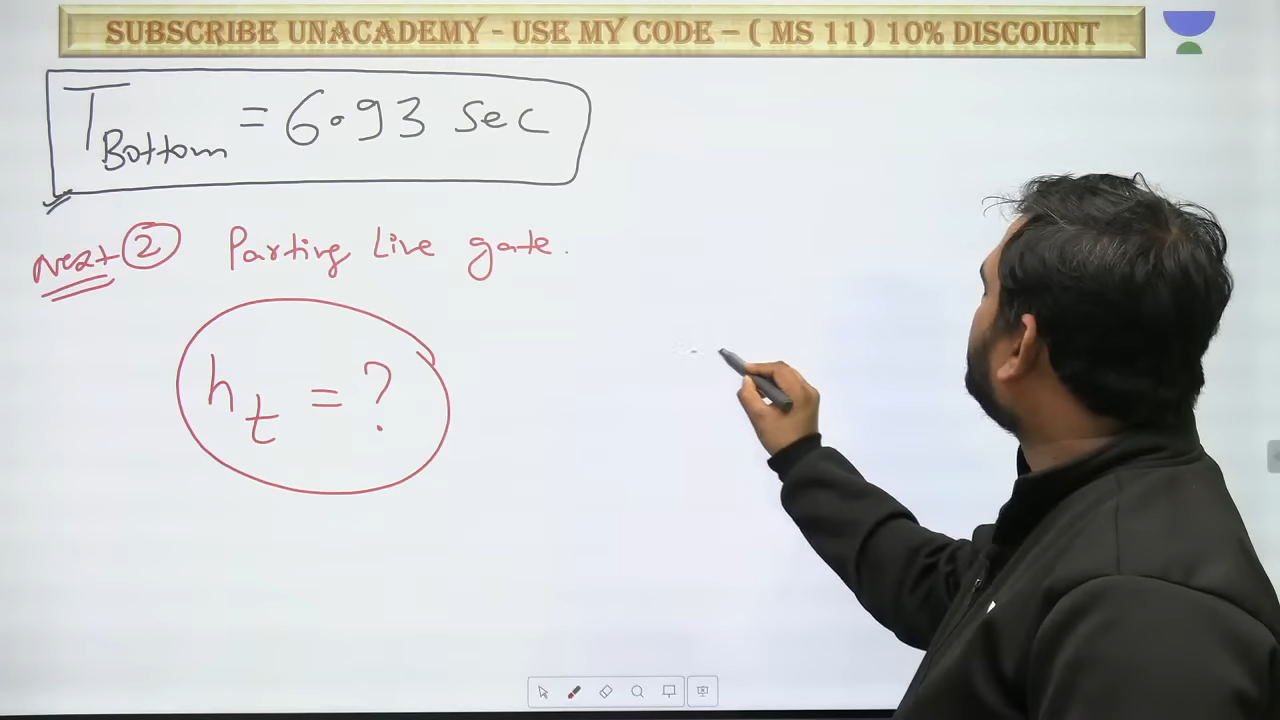 SUBSCRIBE UNACADEMY - USE MY CODE – ( MS 11) 10% DISCOUNT
T Bottom = 6.93 sec
Next ② Parting Line gate.
h t = ?